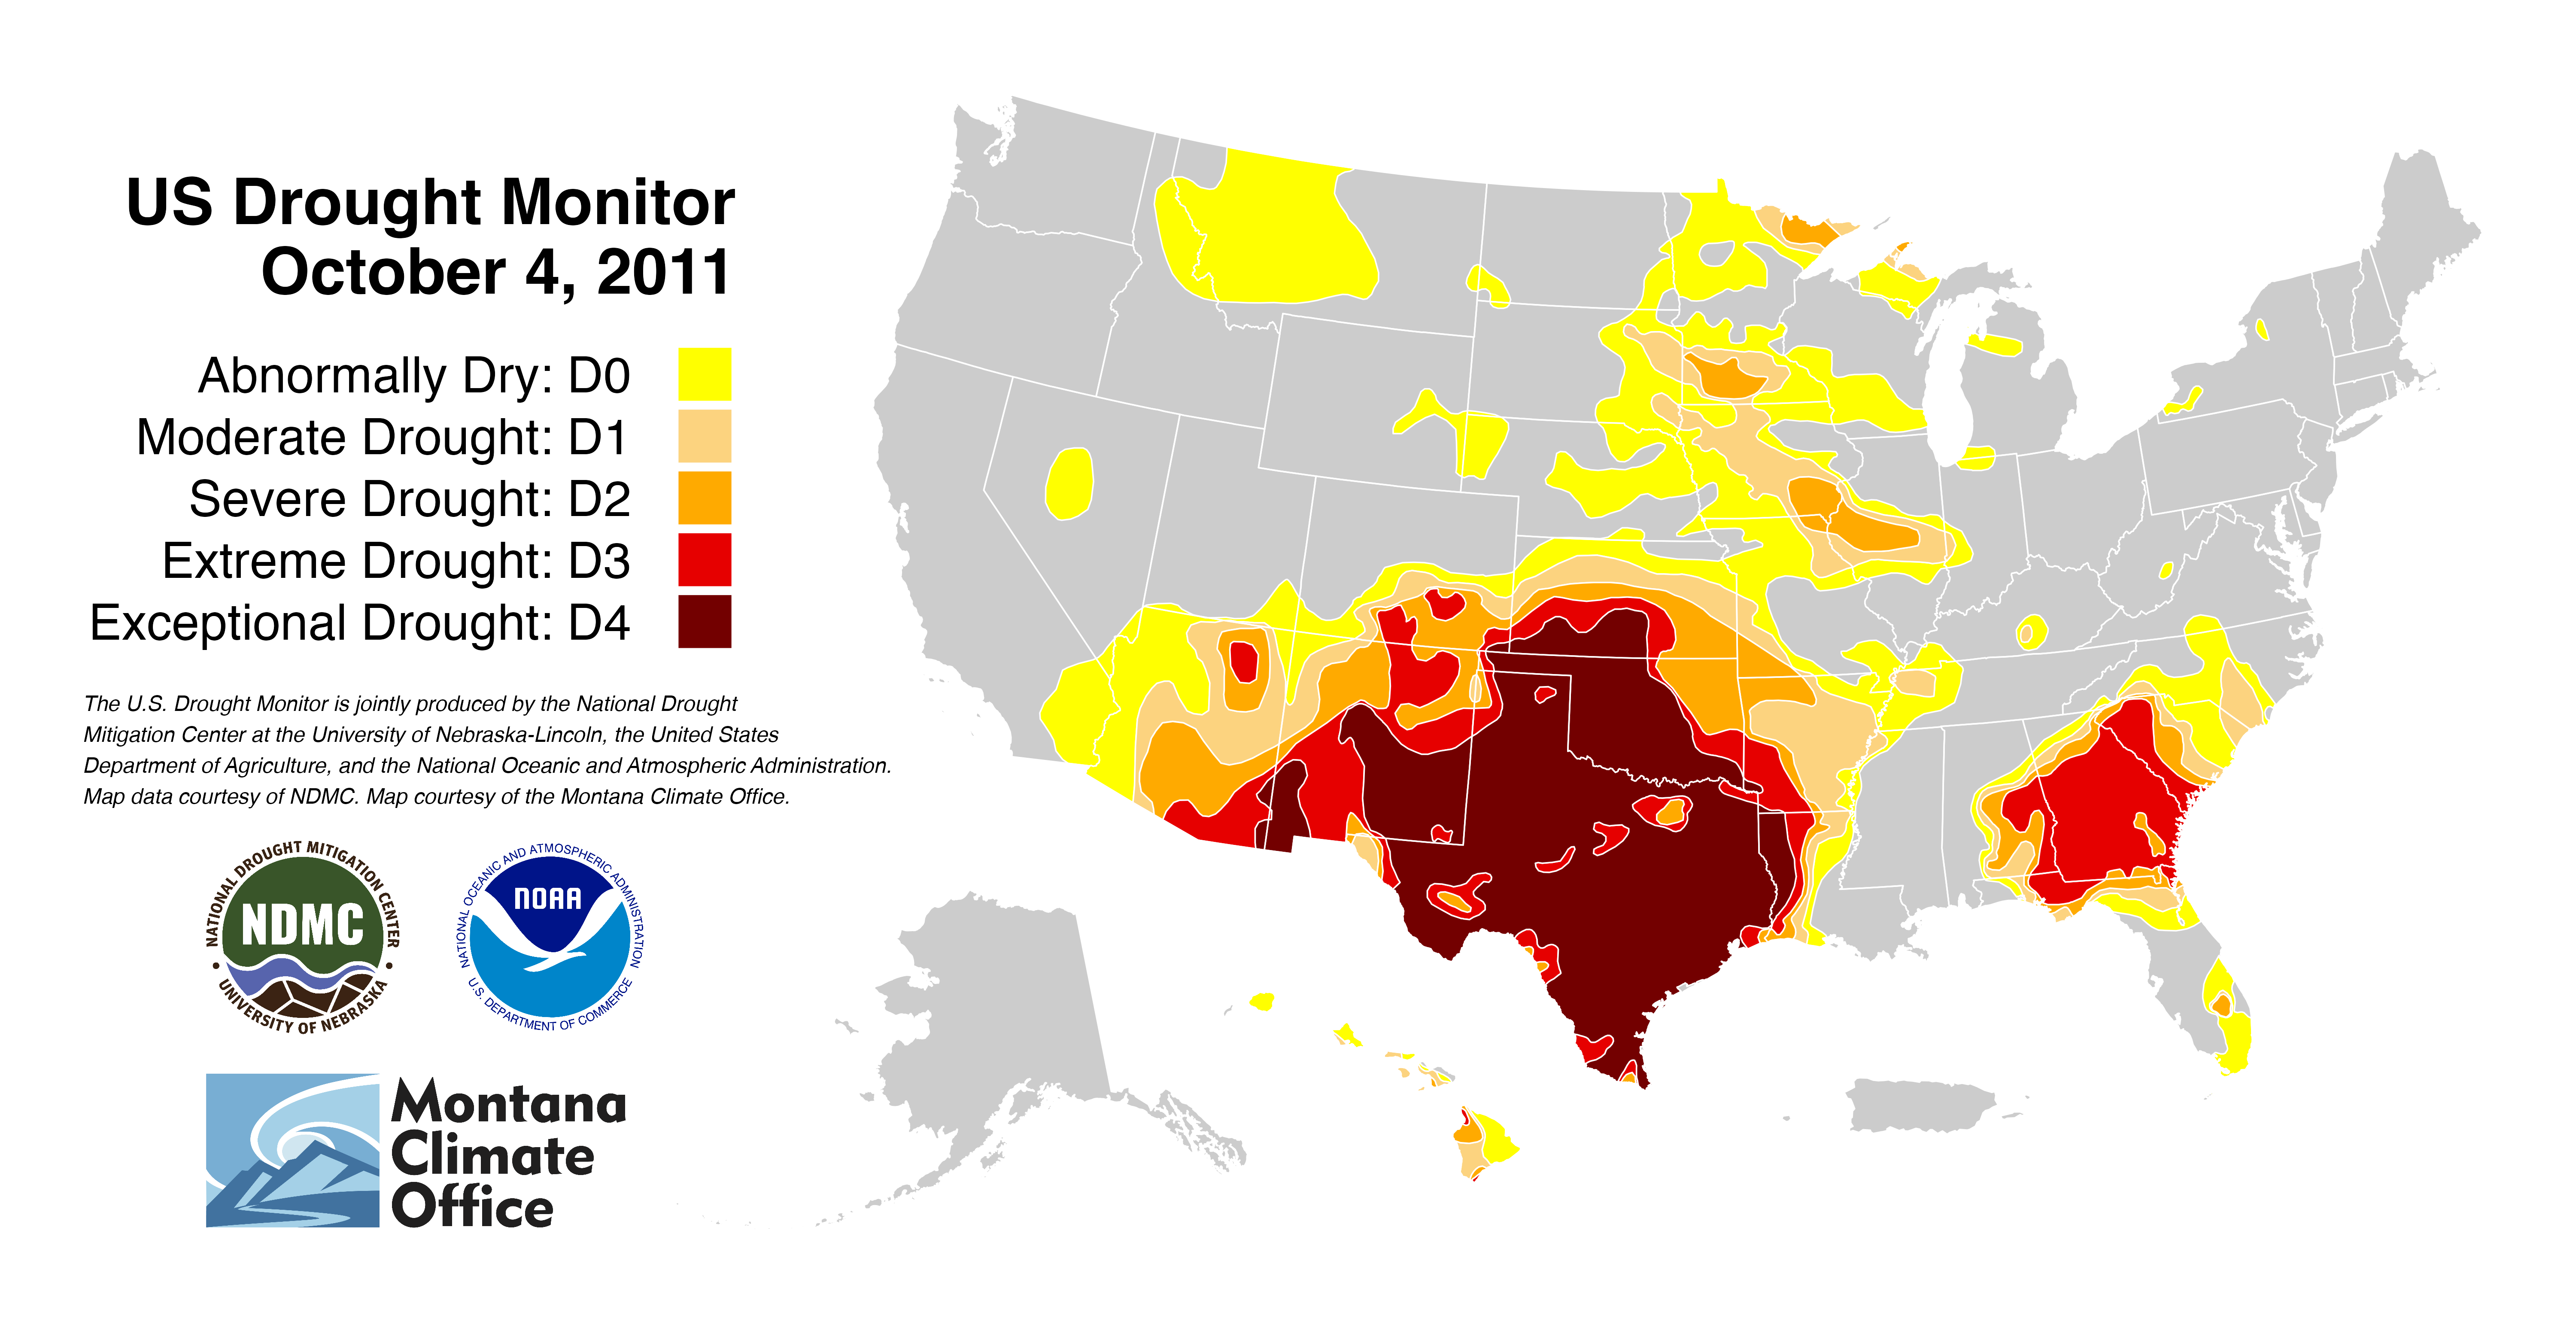 US Drought Monitor
October 4, 2011
Abnormally Dry: D0
Moderate Drought: D1
Severe Drought: D2
Extreme Drought: D3
Exceptional Drought: D4
The U.S. Drought Monitor is jointly produced by the National Drought
Mitigation Center at the University of Nebraska-Lincoln, the United States
Department of Agriculture, and the National Oceanic and Atmospheric Administration.
Map data courtesy of NDMC. Map courtesy of the Montana Climate Office.
NATIONAL DROUGHT MITIGATION CENTER
NDMC
• UNIVERSITY OF NEBRASKA •
NATIONAL OCEANIC AND ATMOSPHERIC ADMINISTRATION
NOAA
U.S. DEPARTMENT OF COMMERCE
Montana
Climate
Office